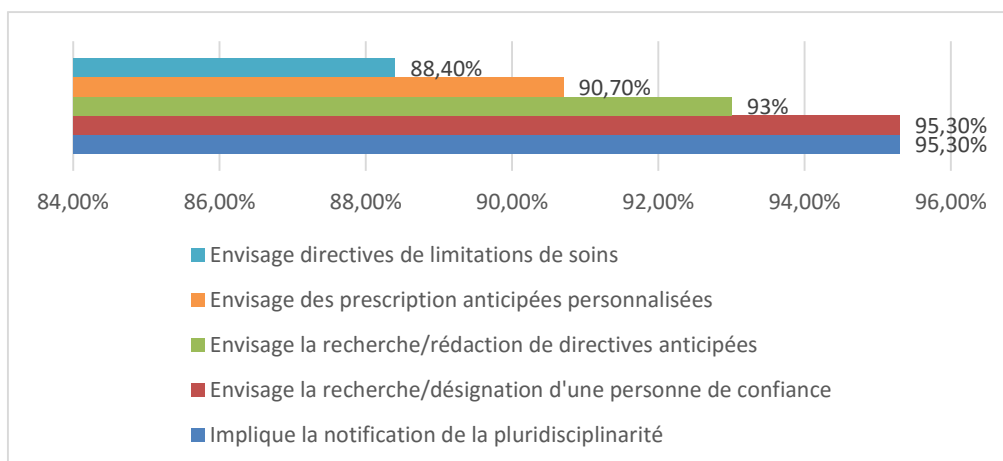 88,40%
90,70%
93%
95,30%
95,30%
84,00% 86,00% 88,00% 90,00% 92,00% 94,00% 96,00%
Envisage directives de limitations de soins
Envisage des prescription anticipées personnalisées
Envisage la recherche/rédaction de directives anticipées
Envisage la recherche/désignation d'une personne de confiance
Implique la notification de la pluridisciplinarité